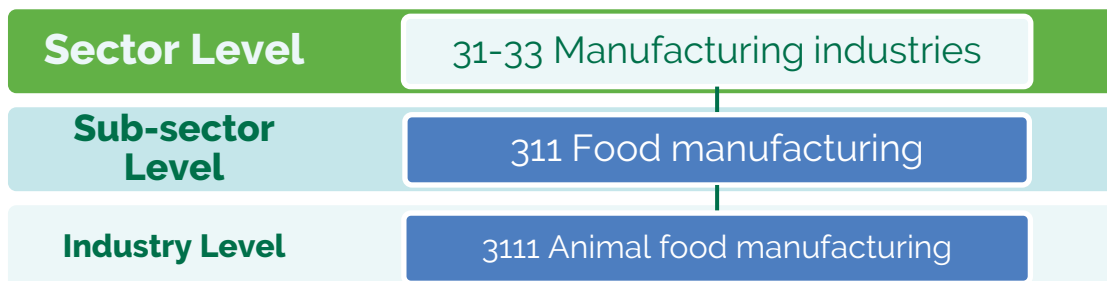 Sector Level
31-33 Manufacturing industries
Sub-sector
Level
311 Food manufacturing
Industry Level
3111 Animal food manufacturing